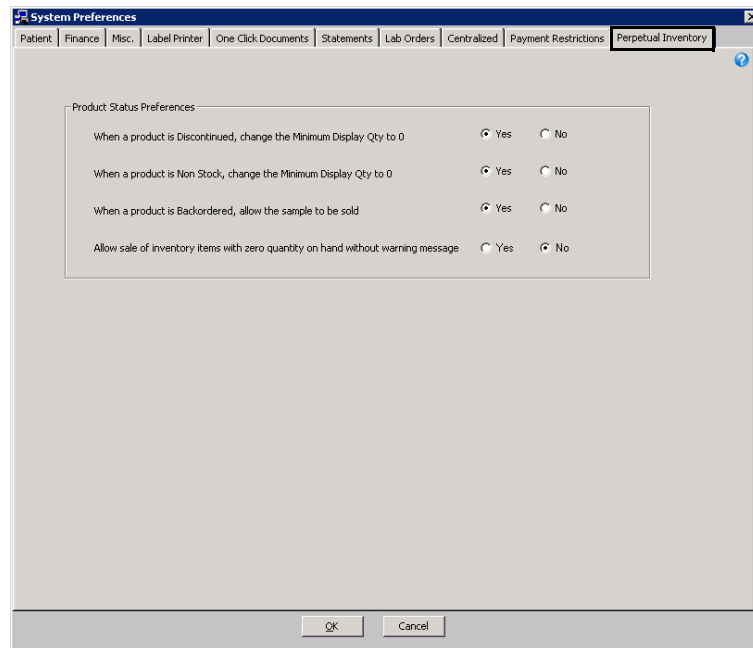 System Preferences
Patient Finance Misc. Label Printer One Click Documents Statements Lab Orders Centralized Payment Restrictions Perpetual Inventory
?
Product Status Preferences
When a product is Discontinued, change the Minimum Display Qty to 0 Yes No
When a product is Non Stock, change the Minimum Display Qty to 0 Yes No
When a product is Backordered, allow the sample to be sold Yes No
Allow sale of inventory items with zero quantity on hand without warning message Yes No
OK Cancel